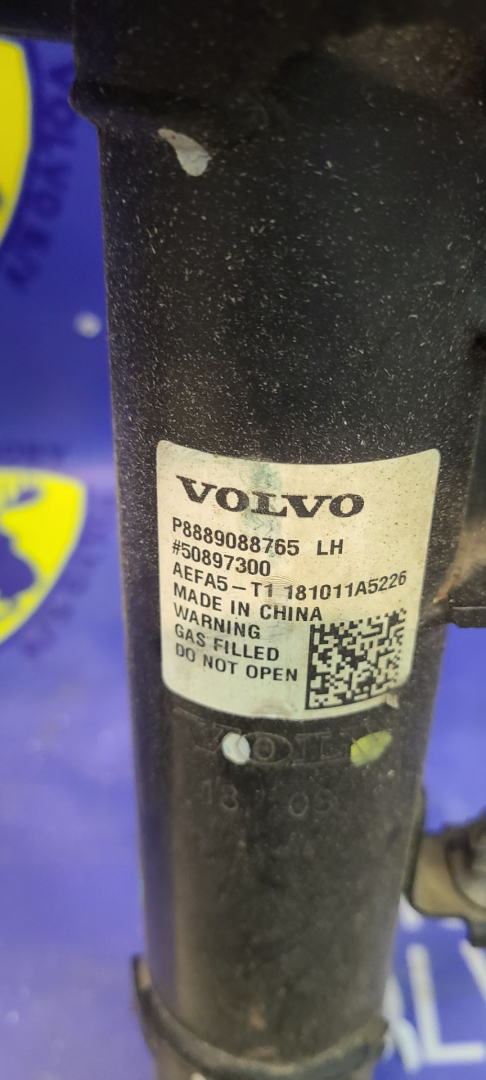 VOLVO
P8889088765 LH
#50897300
AEFA5-T1 181011A5226
MADE IN CHINA
WARNING
GAS FILLED
DO NOT OPEN